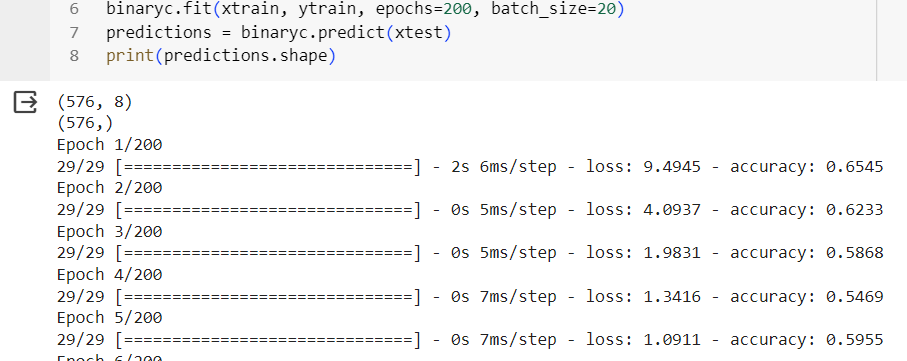 6 binaryc.fit(xtrain, ytrain, epochs=200, batch_size=20)
7 predictions = binaryc.predict(xtest)
8 print(predictions.shape)
(576, 8)
(576,)
Epoch 1/200
29/29 [==============================] - 2s 6ms/step - loss: 9.4945 - accuracy: 0.6545
Epoch 2/200
29/29 [==============================] - 0s 5ms/step - loss: 4.0937 - accuracy: 0.6233
Epoch 3/200
29/29 [==============================] - 0s 5ms/step - loss: 1.9831 - accuracy: 0.5868
Epoch 4/200
29/29 [==============================] - 0s 7ms/step - loss: 1.3416 - accuracy: 0.5469
Epoch 5/200
29/29 [==============================] - 0s 7ms/step - loss: 1.0911 - accuracy: 0.5955
Epoch 6/200